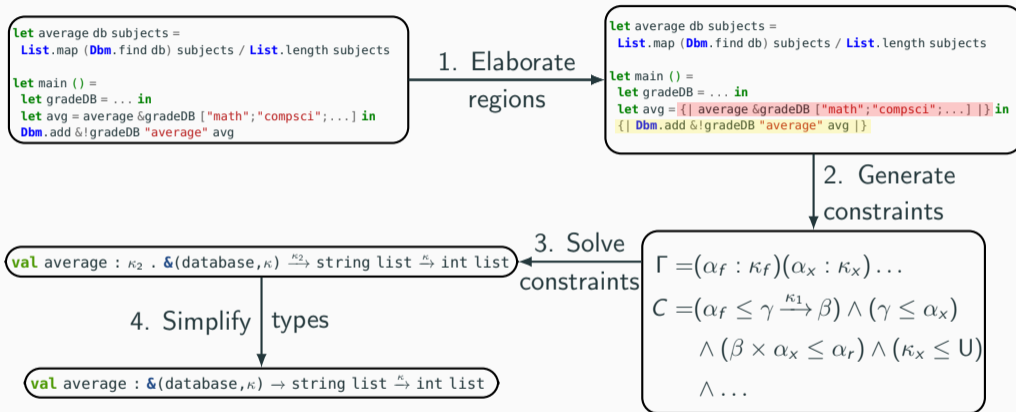 let average db subjects =
List.map (Dbm.find db) subjects / List.length subjects
let main () =
let gradeDB = ... in
let avg = average &gradeDB ["math";"compsci";...] in
Dbm.add &!gradeDB "average" avg
1. Elaborate
regions
let average db subjects =
List.map (Dbm.find db) subjects / List.length subjects
let main () =
let gradeDB = ... in
let avg = {| average &gradeDB ["math";"compsci";...] |} in
{| Dbm.add &!gradeDB "average" avg |}
2. Generate
constraints
Γ =(α_f : κ_f)(α_x : κ_x) ...
C =(α_f ≤ γ —κ₁→ β) ∧ (γ ≤ α_x)
∧ (β × α_x ≤ α_r) ∧ (κ_x ≤ U)
∧ ...
3. Solve
constraints
val average : κ₂ . &(database,κ) —κ₂→ string list —κ→ int list
4. Simplify types
val average : &(database,κ) → string list —κ→ int list